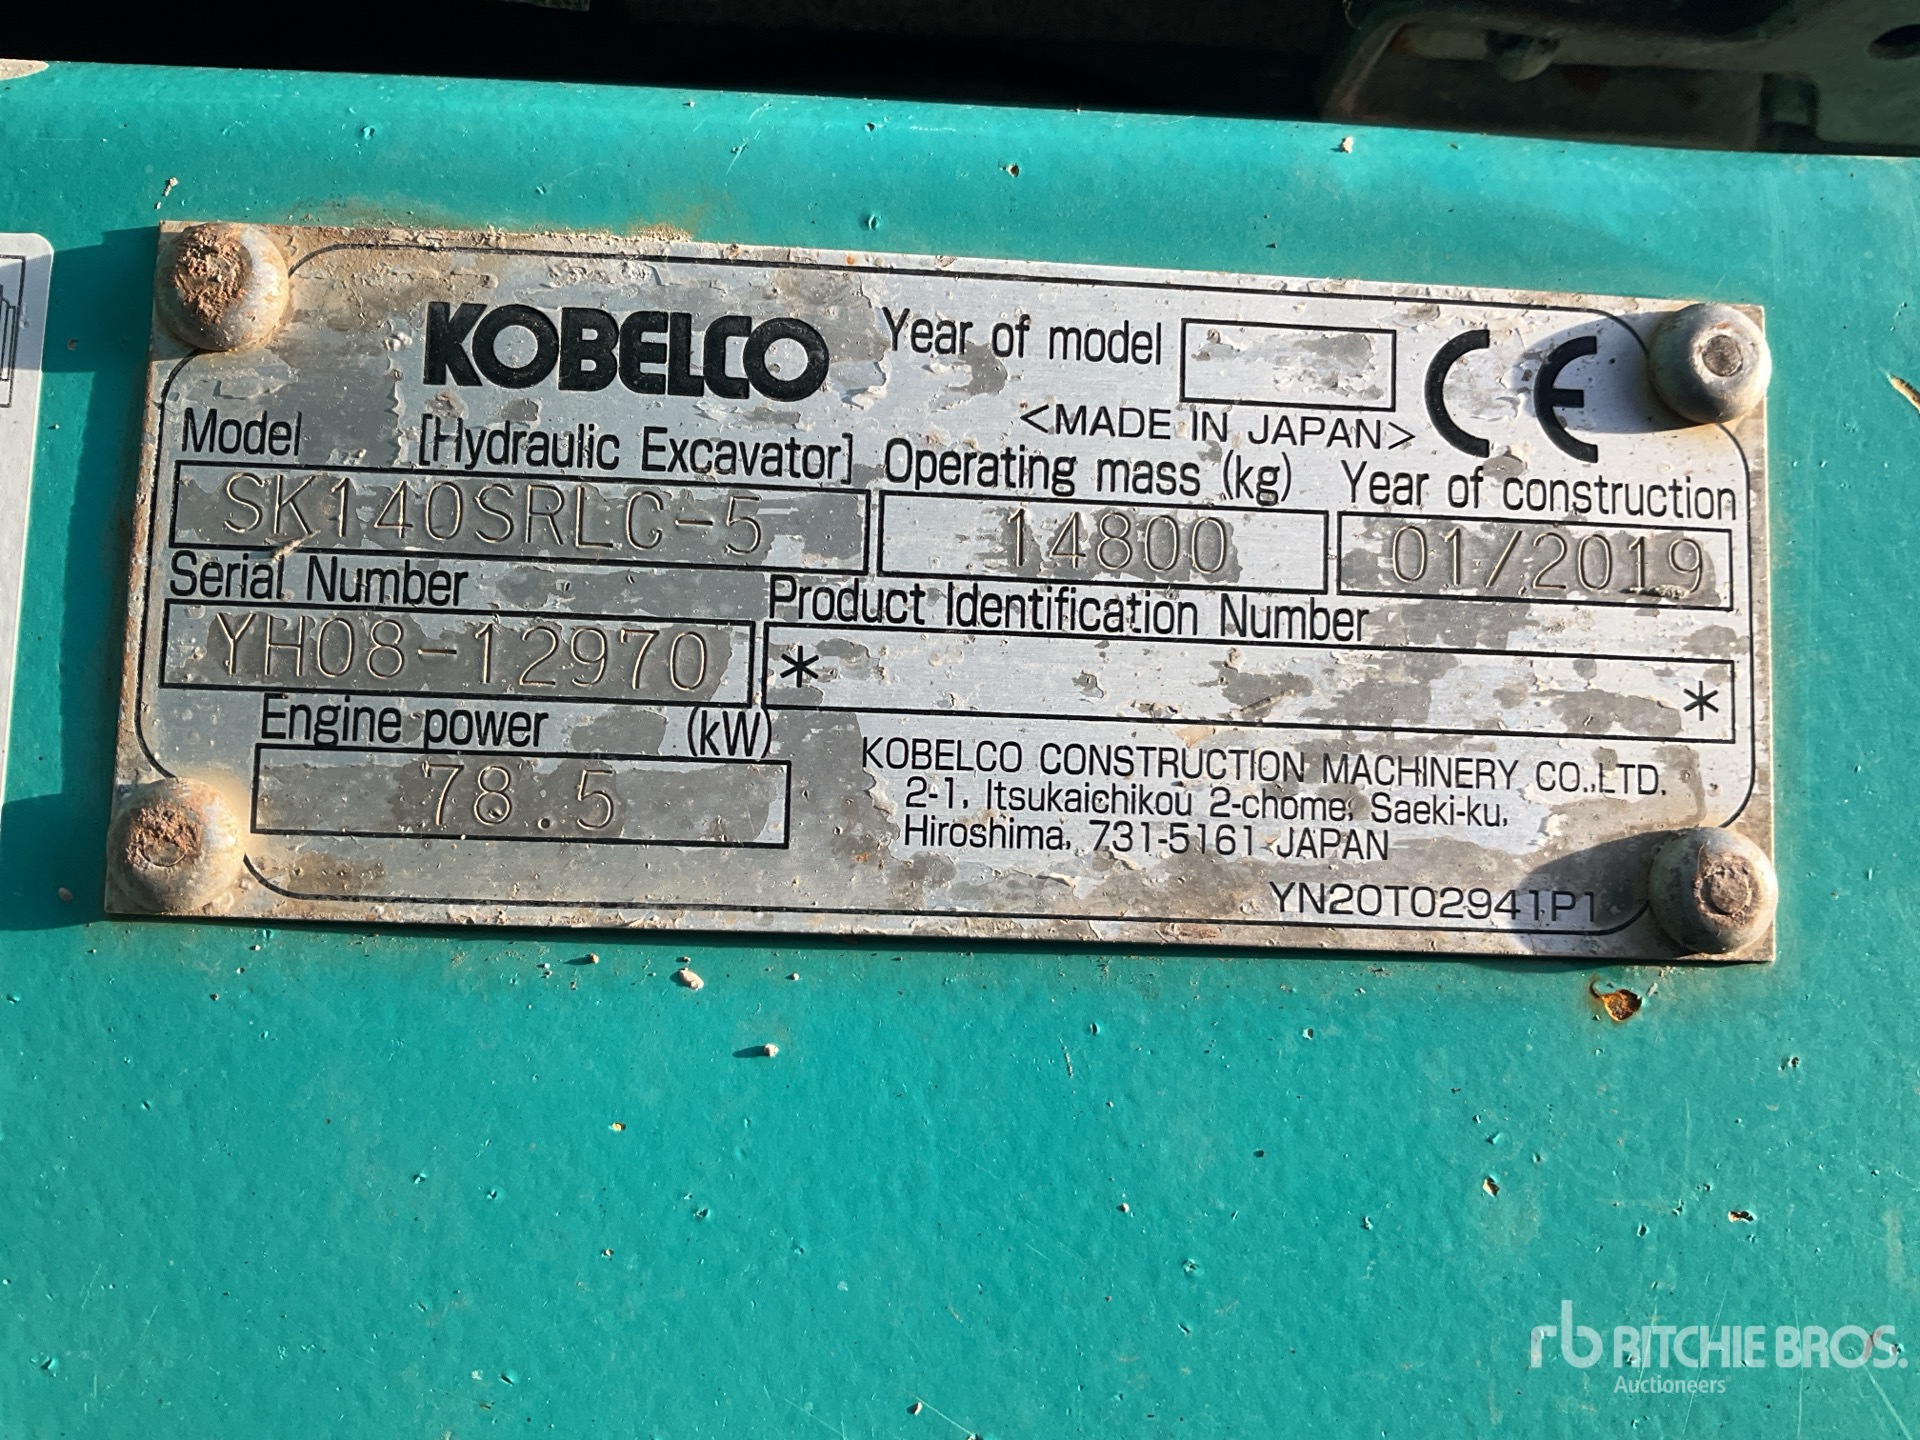 KOBELCO Year of model CE
<MADE IN JAPAN>
Model [Hydraulic Excavator] Operating mass (kg) Year of construction
SK140SRLC-5 14800 01/2019
Serial Number Product Identification Number
YH08-12970 * *
Engine power (kW)
78.5
KOBELCO CONSTRUCTION MACHINERY CO.,LTD.
2-1, Itsukaichikou 2-chome, Saeki-ku,
Hiroshima, 731-5161 JAPAN
YN20T02941P1
rb RITCHIE BROS.
Auctioneers